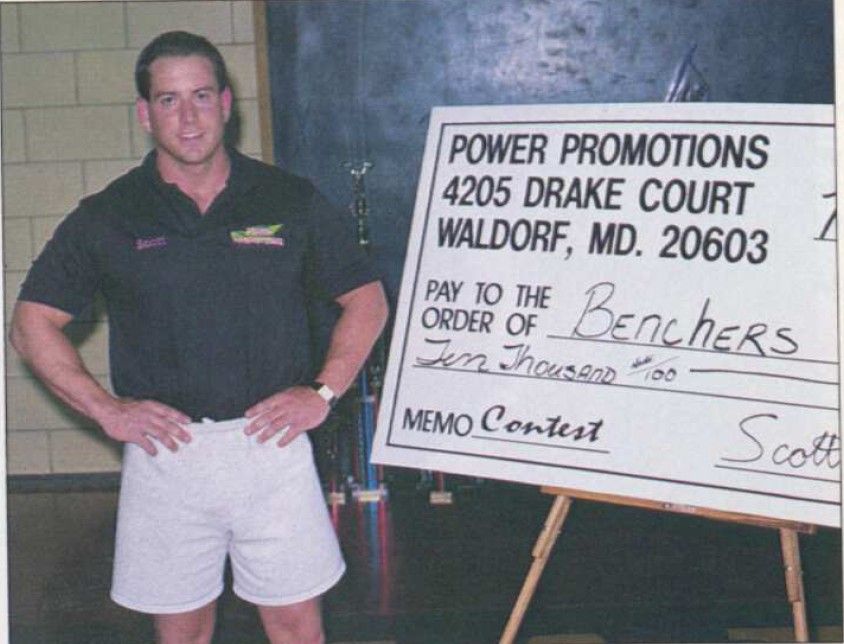 POWER PROMOTIONS
4205 DRAKE COURT
WALDORF, MD. 20603
PAY TO THE
ORDER OF Benchers
Ten Thousand /100
MEMO Contest
Scott
Scott